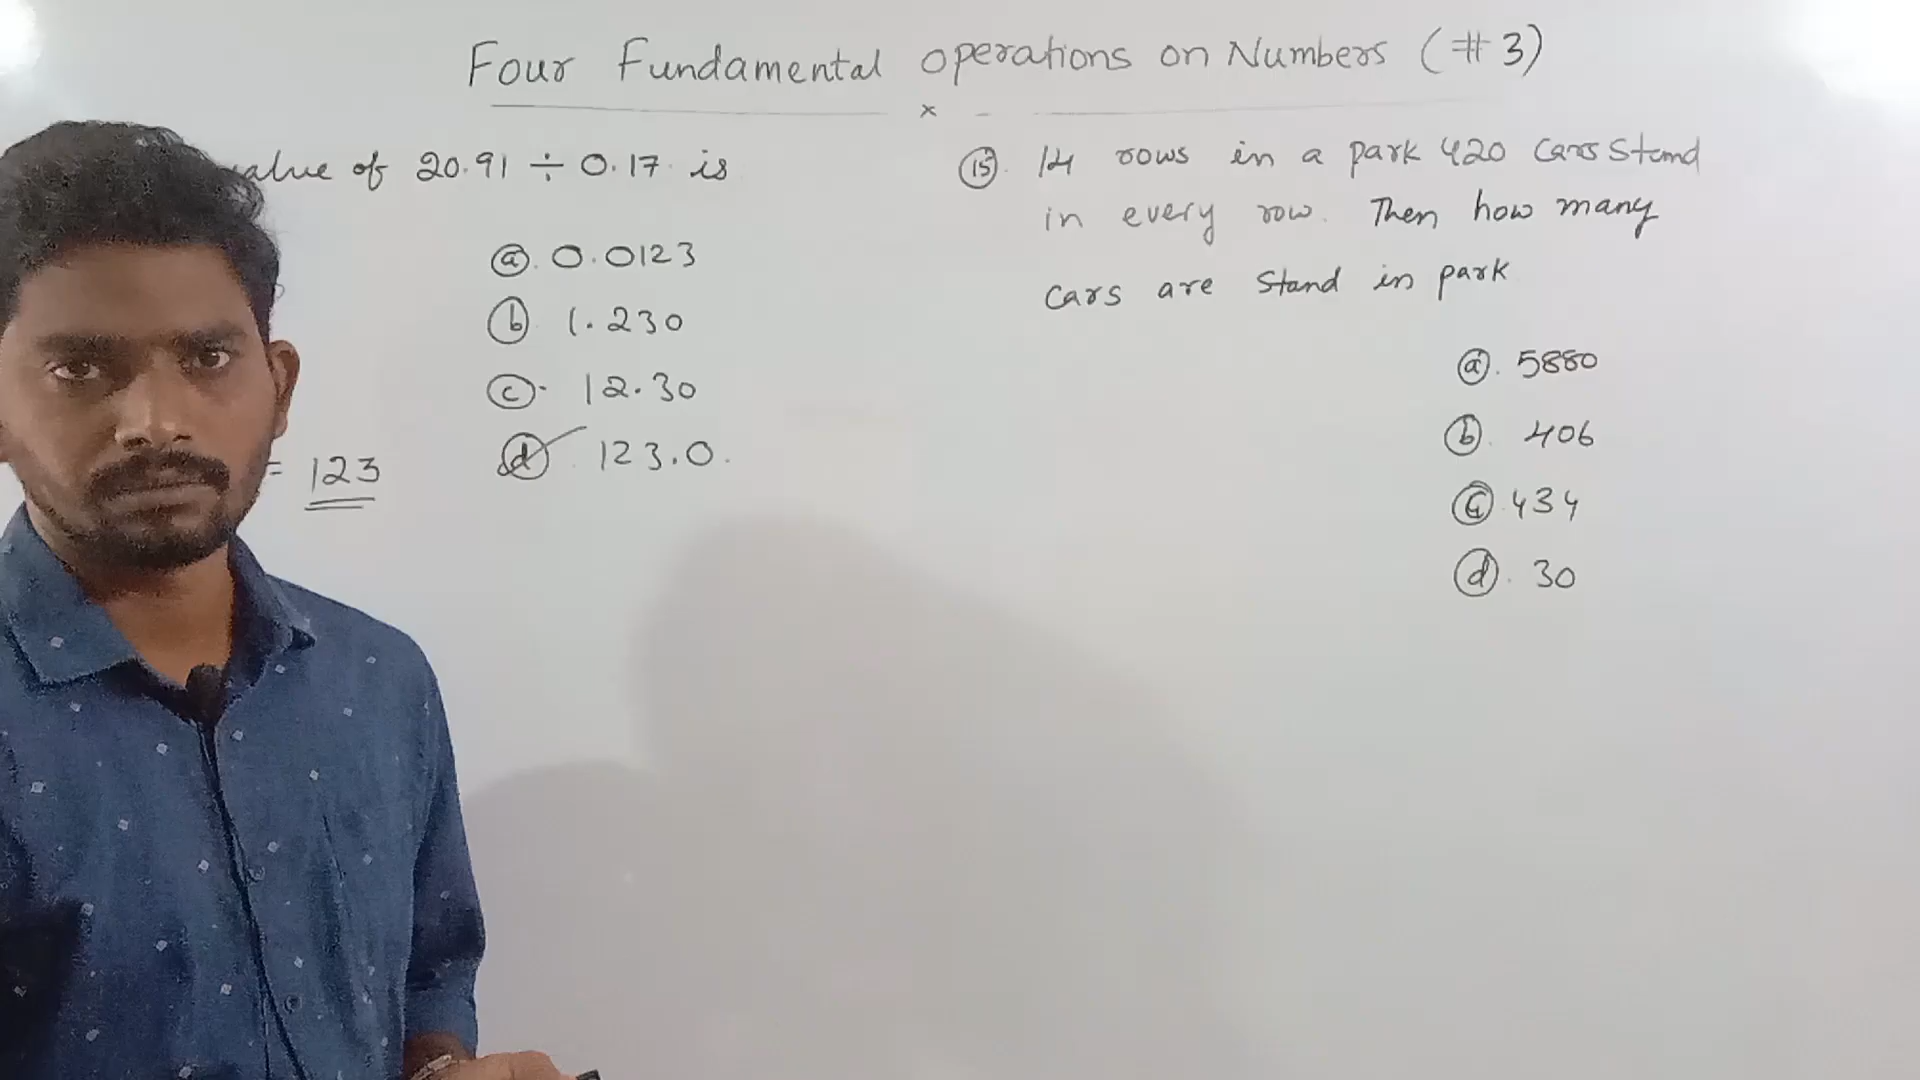 Four Fundamental operations on Numbers (#3)
x
value of 20.91 ÷ 0.17 is
ⓐ. 0.0123
ⓑ. 1.230
ⓒ. 12.30
ⓓ. 123.0.
= 123
⑮. 14 rows in a park 420 Cars Stand
in every row. Then how many
cars are stand in park
ⓐ. 5880
ⓑ. 406
ⓒ. 434
ⓓ. 30